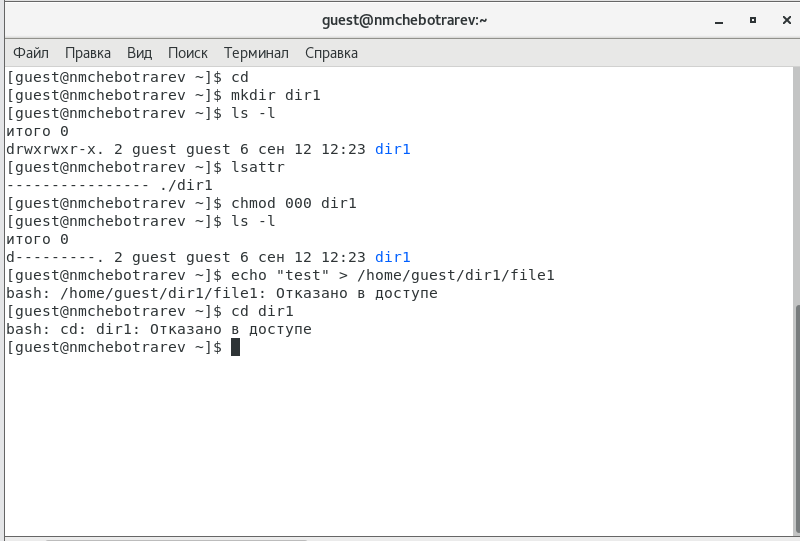 guest@nmchebotrarev:~
Файл Правка Вид Поиск Терминал Справка
[guest@nmchebotrarev ~]$ cd
[guest@nmchebotrarev ~]$ mkdir dir1
[guest@nmchebotrarev ~]$ ls -l
итого 0
drwxrwxr-x. 2 guest guest 6 сен 12 12:23 dir1
[guest@nmchebotrarev ~]$ lsattr
---------------- ./dir1
[guest@nmchebotrarev ~]$ chmod 000 dir1
[guest@nmchebotrarev ~]$ ls -l
итого 0
d---------. 2 guest guest 6 сен 12 12:23 dir1
[guest@nmchebotrarev ~]$ echo "test" > /home/guest/dir1/file1
bash: /home/guest/dir1/file1: Отказано в доступе
[guest@nmchebotrarev ~]$ cd dir1
bash: cd: dir1: Отказано в доступе
[guest@nmchebotrarev ~]$